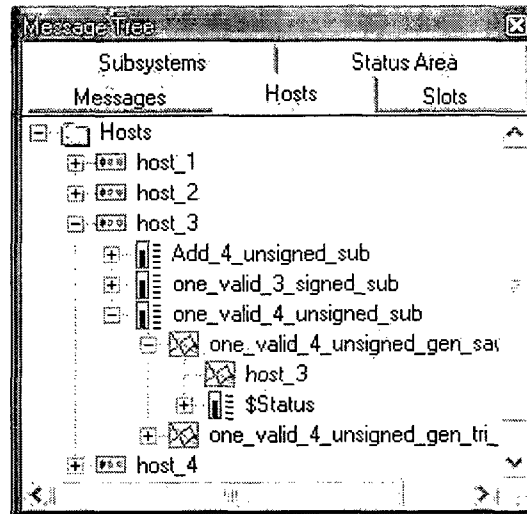 Message Tree
Subsystems Status Area
Messages Hosts Slots
Hosts
host_1
host_2
host_3
Add_4_unsigned_sub
one_valid_3_signed_sub
one_valid_4_unsigned_sub
one_valid_4_unsigned_gen_sa
host_3
$Status
one_valid_4_unsigned_gen_tri_
host_4